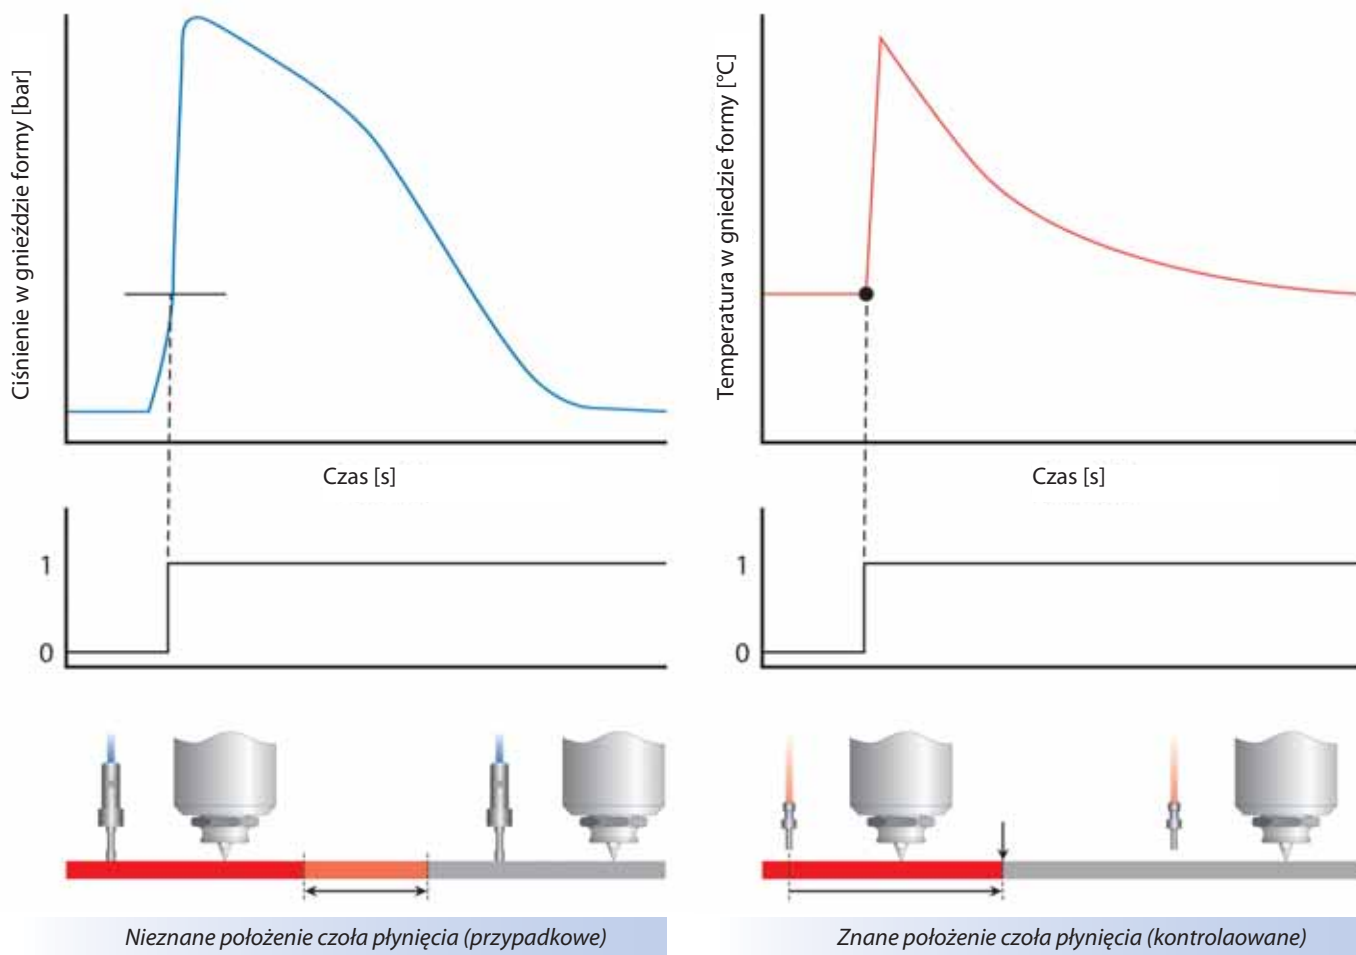 Ciśnienie w gnieździe formy [bar]
Temperatura w gniedzie formy [°C]
Czas [s]
Czas [s]
1
0
1
0
Nieznane położenie czoła płynięcia (przypadkowe)
Znane położenie czoła płynięcia (kontrolaowane)